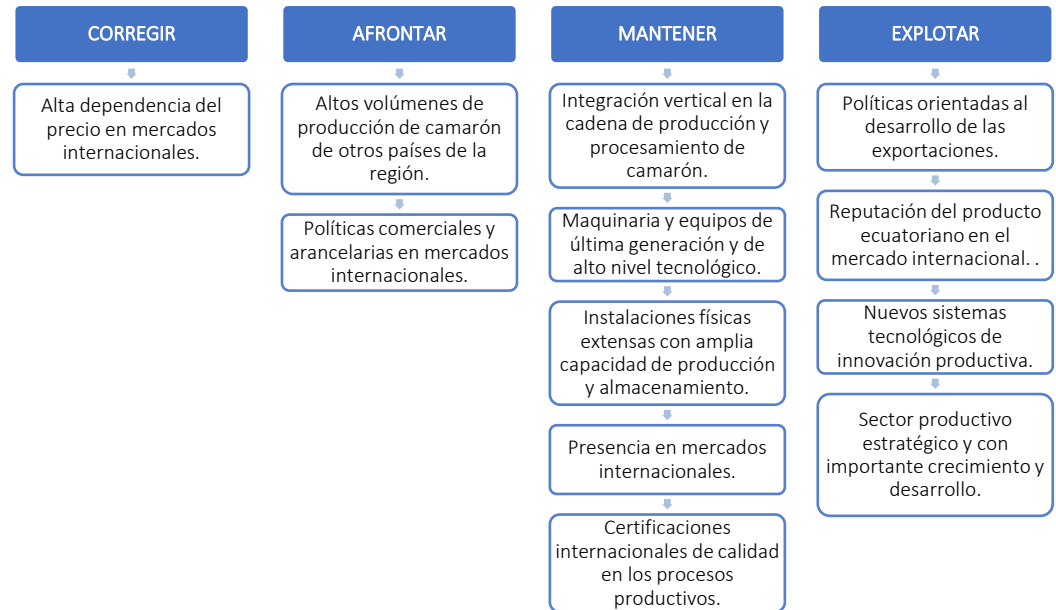 CORREGIR
Alta dependencia del
precio en mercados
internacionales.
AFRONTAR
Altos volúmenes de
producción de camarón
de otros países de la
región.
Políticas comerciales y
arancelarias en mercados
internacionales.
MANTENER
Integración vertical en la
cadena de producción y
procesamiento de
camarón.
Maquinaria y equipos de
última generación y de
alto nivel tecnológico.
Instalaciones físicas
extensas con amplia
capacidad de producción
y almacenamiento.
Presencia en mercados
internacionales.
Certificaciones
internacionales de calidad
en los procesos
productivos.
EXPLOTAR
Políticas orientadas al
desarrollo de las
exportaciones.
Reputación del producto
ecuatoriano en el
mercado internacional. .
Nuevos sistemas
tecnológicos de
innovación productiva.
Sector productivo
estratégico y con
importante crecimiento y
desarrollo.